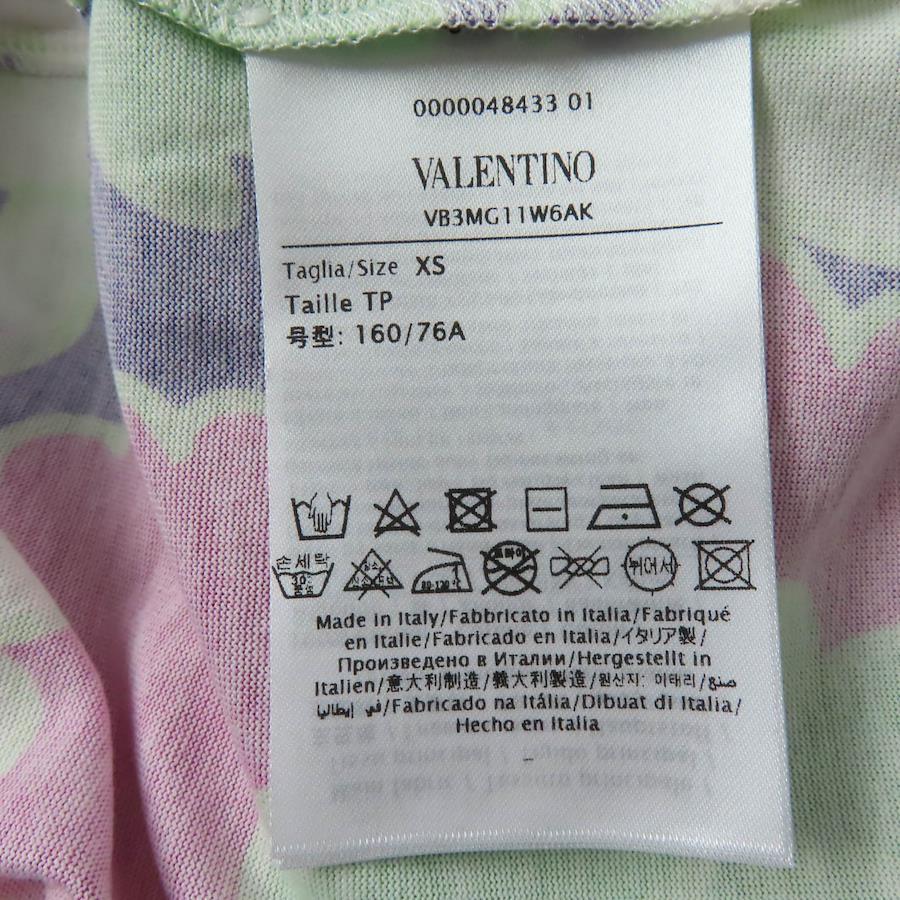 0000048433 01
VALENTINO
VB3MG11W6AK
Taglia/Size XS
Taille TP
号型: 160/76A
손세탁
30
중성
염소
80-120℃
드라이
뉘어서
Made in Italy/Fabbricato in Italia/Fabriqué
en Italie/Fabricado en Italia/イタリア製/
Произведено в Италии/Hergestellt in
Italien/意大利制造/義大利製造/원산지: 이태리/صنع
في إيطاليا/Fabricado na Itália/Dibuat di Italia/
Hecho en Italia